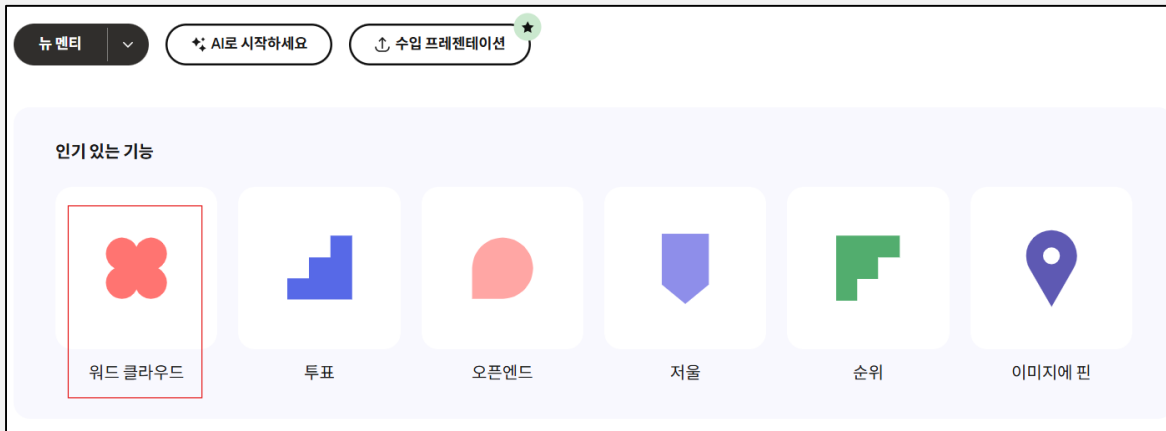 뉴 멘티
AI로 시작하세요
수입 프레젠테이션
인기 있는 기능
워드 클라우드
투표
오픈엔드
저울
순위
이미지에 핀